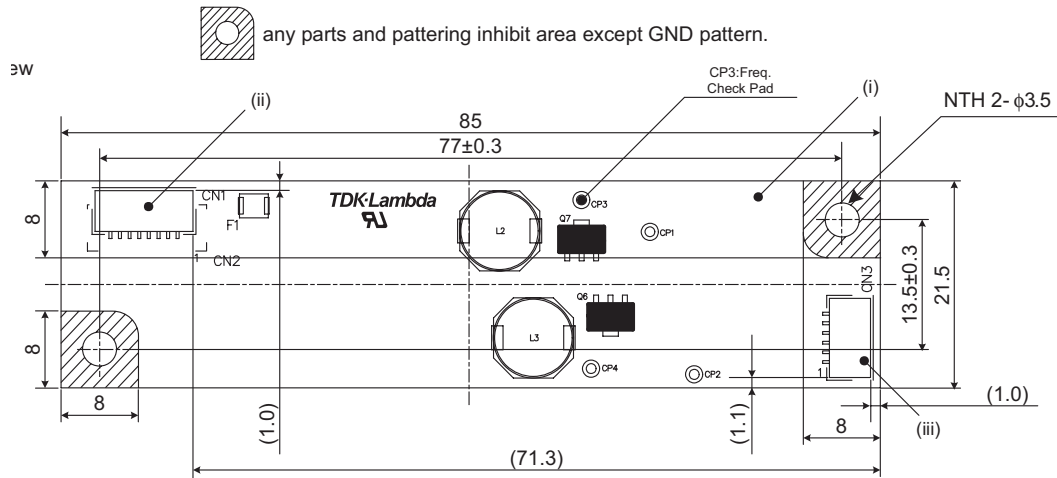 any parts and pattering inhibit area except GND pattern.
ew
CP3:Freq.
Check Pad
(ii)
(i)
NTH 2- ϕ3.5
85
77±0.3
8
CN1
F1
CN2
1
TDK·Lambda
L2
CP3
Q7
CP1
CN3
13.5±0.3
21.5
8
Q6
L3
CP4
CP2
1
8
(1.0)
(1.1)
8
(iii)
(1.0)
(71.3)